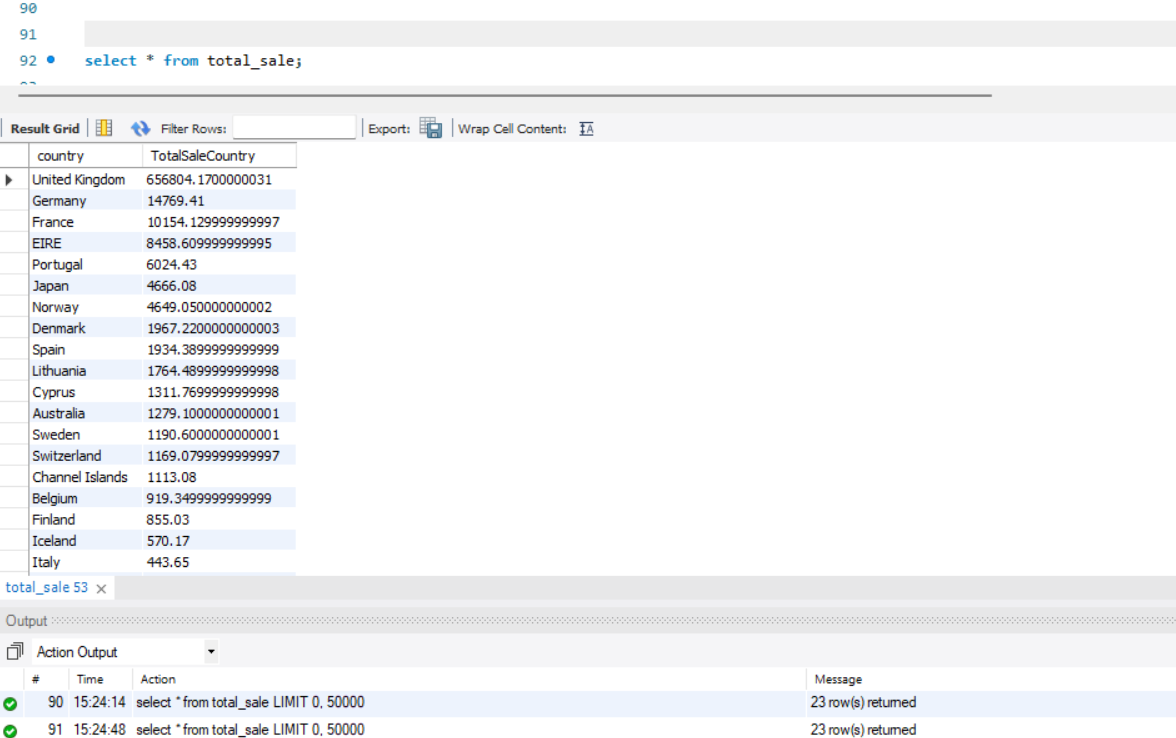 90
91
92 select * from total_sale;
Result Grid Filter Rows: Export: Wrap Cell Content: IA
country TotalSaleCountry
United Kingdom 656804.1700000031
Germany 14769.41
France 10154.129999999997
EIRE 8458.609999999995
Portugal 6024.43
Japan 4666.08
Norway 4649.050000000002
Denmark 1967.2200000000003
Spain 1934.3899999999999
Lithuania 1764.4899999999998
Cyprus 1311.7699999999998
Australia 1279.1000000000001
Sweden 1190.6000000000001
Switzerland 1169.0799999999997
Channel Islands 1113.08
Belgium 919.3499999999999
Finland 855.03
Iceland 570.17
Italy 443.65
total_sale 53
Output
Action Output
# Time Action Message
90 15:24:14 select * from total_sale LIMIT 0, 50000 23 row(s) returned
91 15:24:48 select * from total_sale LIMIT 0, 50000 23 row(s) returned